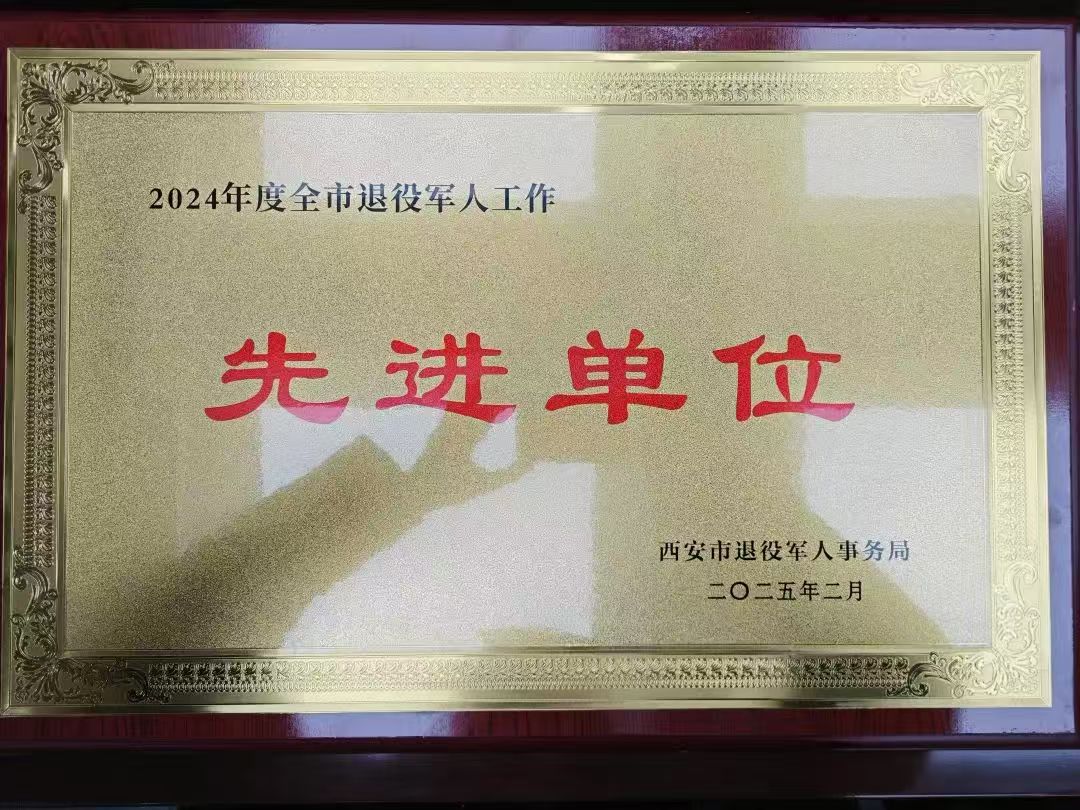 2024年度全市退役军人工作
先进单位
西安市退役军人事务局
二〇二五年二月